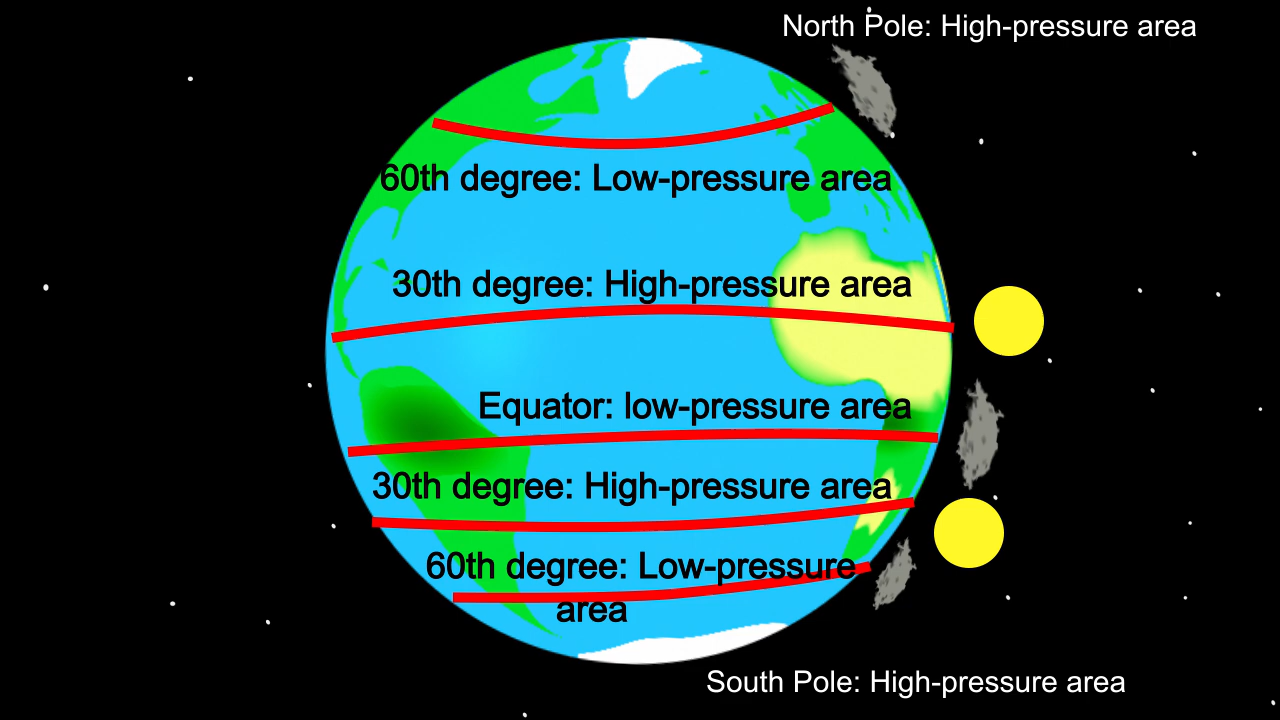 North Pole: High-pressure area
60th degree: Low-pressure area
30th degree: High-pressure area
Equator: low-pressure area
30th degree: High-pressure area
60th degree: Low-pressure
area
South Pole: High-pressure area